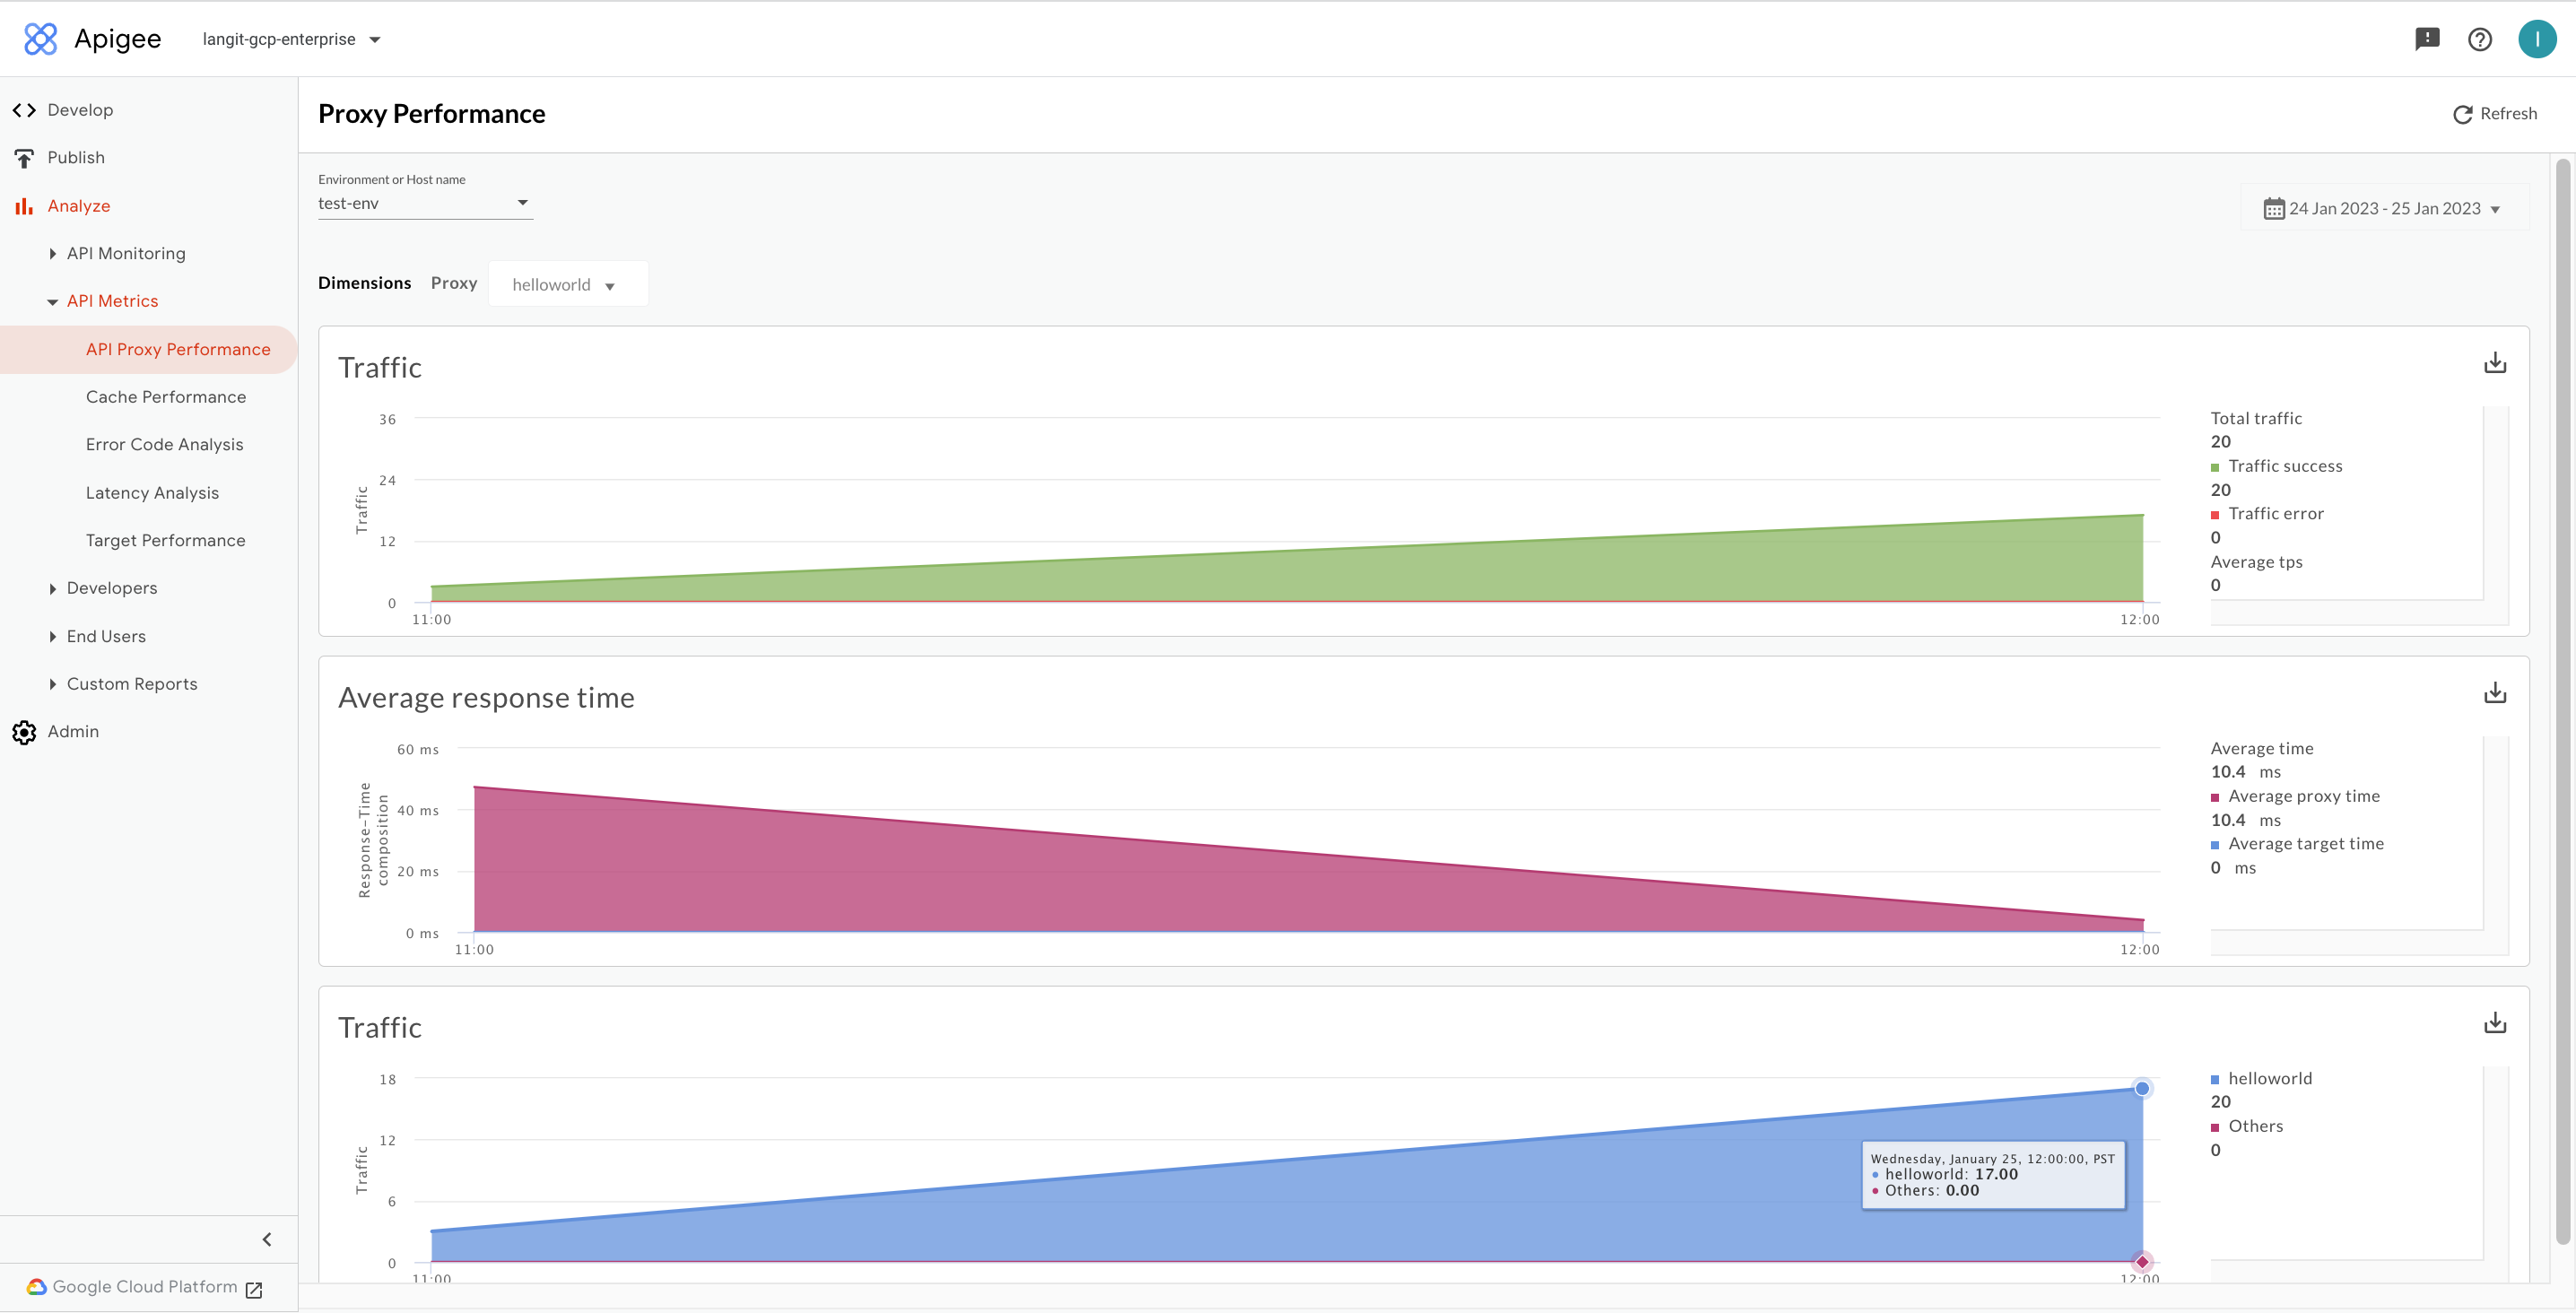 Apigee
langit-gcp-enterprise
I
Develop
Publish
Analyze
API Monitoring
API Metrics
API Proxy Performance
Cache Performance
Error Code Analysis
Latency Analysis
Target Performance
Developers
End Users
Custom Reports
Admin
Google Cloud Platform
Proxy Performance
Refresh
Environment or Host name
test-env
24 Jan 2023 - 25 Jan 2023
Dimensions Proxy helloworld
Traffic
Traffic
36
24
12
0
11:00 12:00
Total traffic
20
Traffic success
20
Traffic error
0
Average tps
0
Average response time
Response-Time
composition
60 ms
40 ms
20 ms
0 ms
11:00 12:00
Average time
10.4 ms
Average proxy time
10.4 ms
Average target time
0 ms
Traffic
Traffic
18
12
6
0
11:00 12:00
Wednesday, January 25, 12:00:00, PST
helloworld: 17.00
Others: 0.00
helloworld
20
Others
0